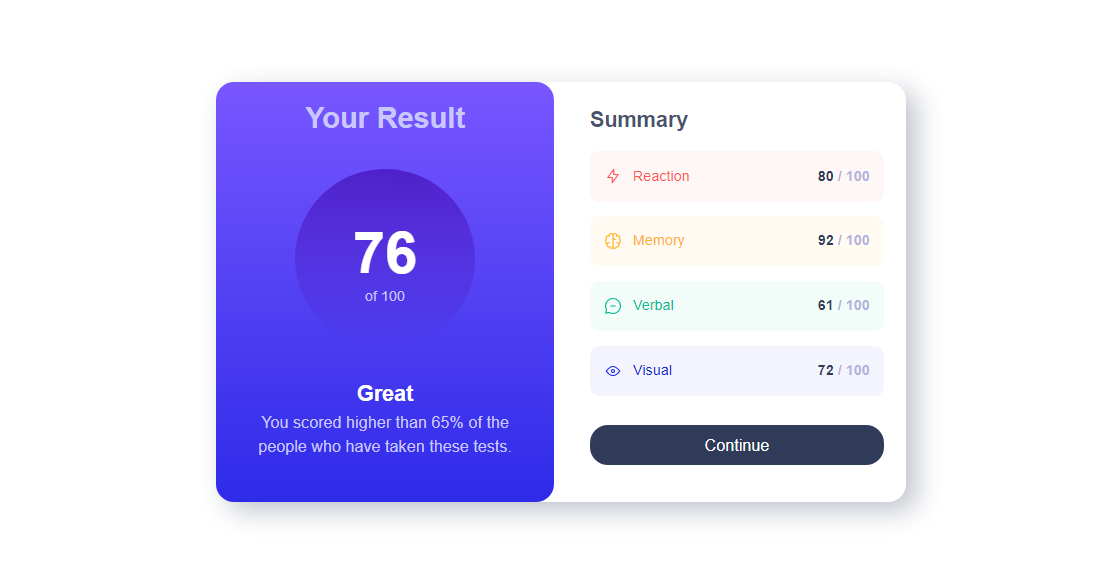 Your Result
76
of 100
Great
You scored higher than 65% of the
people who have taken these tests.
Summary
Reaction 80 / 100
Memory 92 / 100
Verbal 61 / 100
Visual 72 / 100
Continue